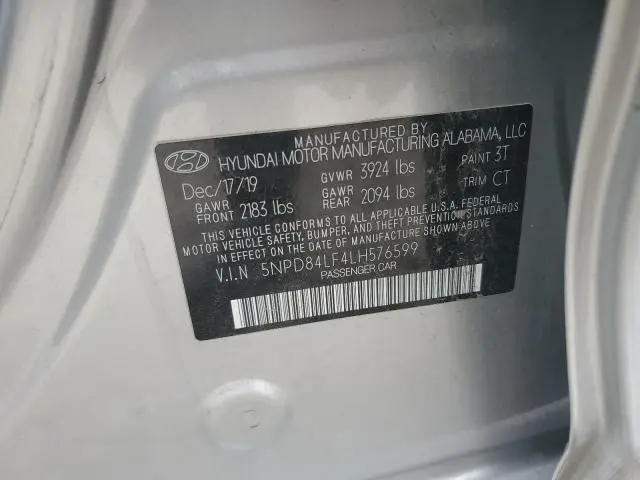 MANUFACTURED BY
HYUNDAI MOTOR MANUFACTURING ALABAMA, LLC
Dec/17/19 GVWR 3924 lbs PAINT 3T
GAWR FRONT 2183 lbs GAWR REAR 2094 lbs TRIM CT
THIS VEHICLE CONFORMS TO ALL APPLICABLE U.S.A. FEDERAL
MOTOR VEHICLE SAFETY, BUMPER, AND THEFT PREVENTION STANDARDS
IN EFFECT ON THE DATE OF MANUFACTURE SHOWN ABOVE.
V.I.N 5NPD84LF4LH576599
PASSENGER CAR